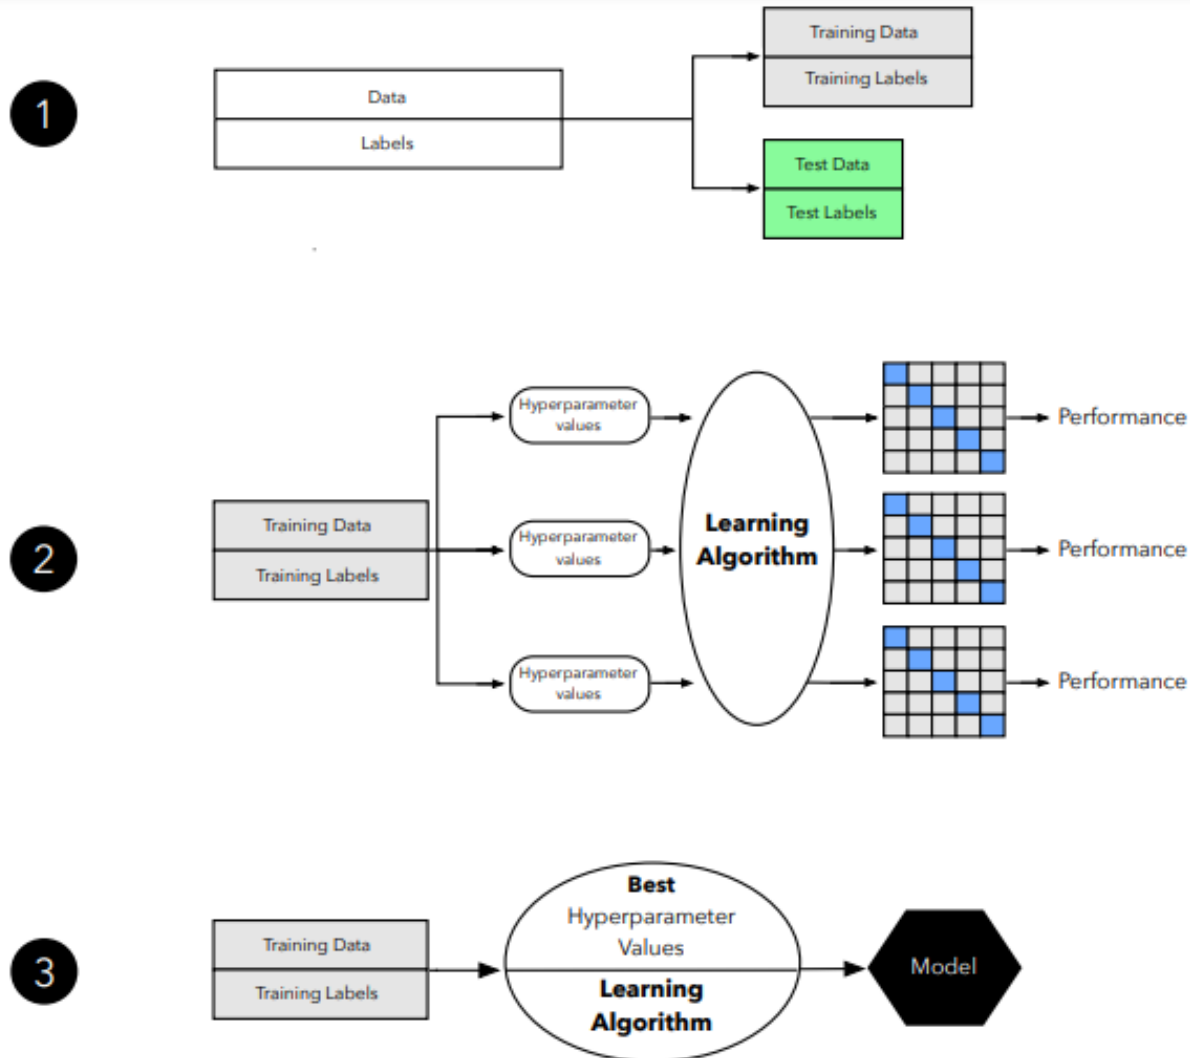 1
Data
Labels
Training Data
Training Labels
Test Data
Test Labels
2
Training Data
Training Labels
Hyperparameter
values
Hyperparameter
values
Hyperparameter
values
Learning
Algorithm
Performance
Performance
Performance
3
Training Data
Training Labels
Best
Hyperparameter
Values
Learning
Algorithm
Model